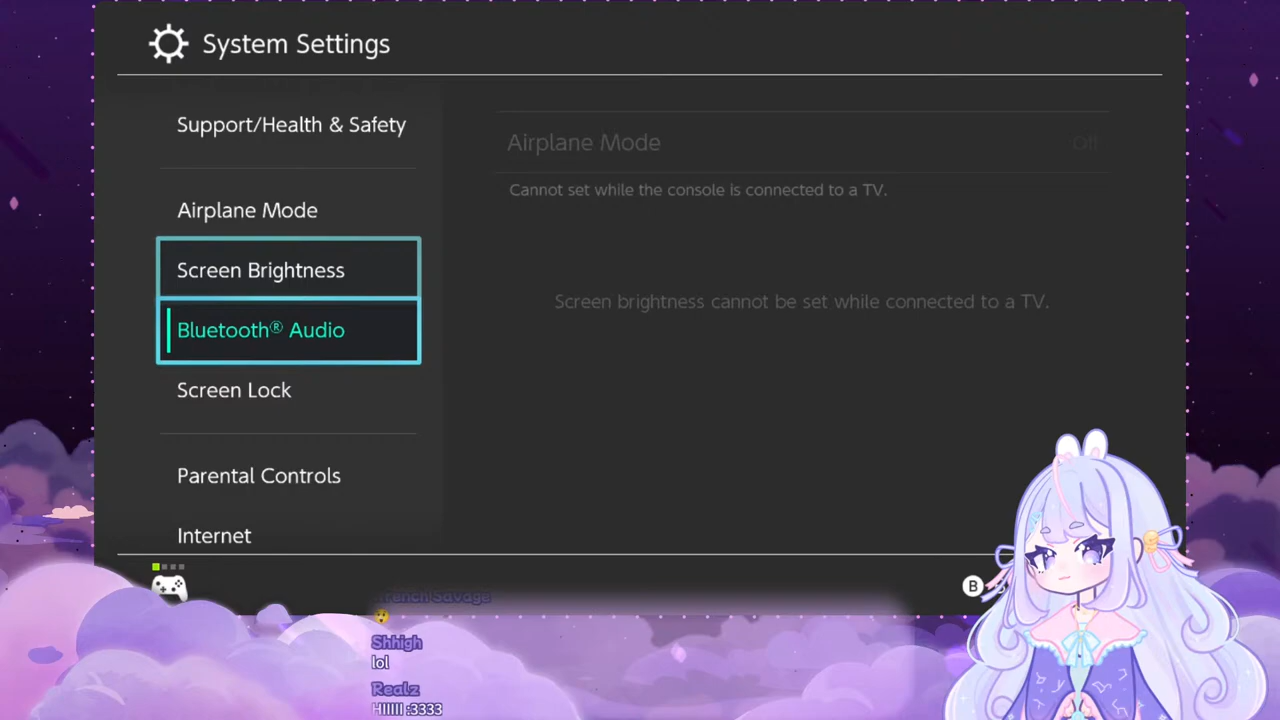 System Settings
Support/Health & Safety
Airplane Mode
Screen Brightness
Bluetooth® Audio
Screen Lock
Parental Controls
Internet
Airplane Mode Off
Cannot set while the console is connected to a TV.
Screen brightness cannot be set while connected to a TV.
B
Shhigh
lol
Realz
HIIIIII :3333